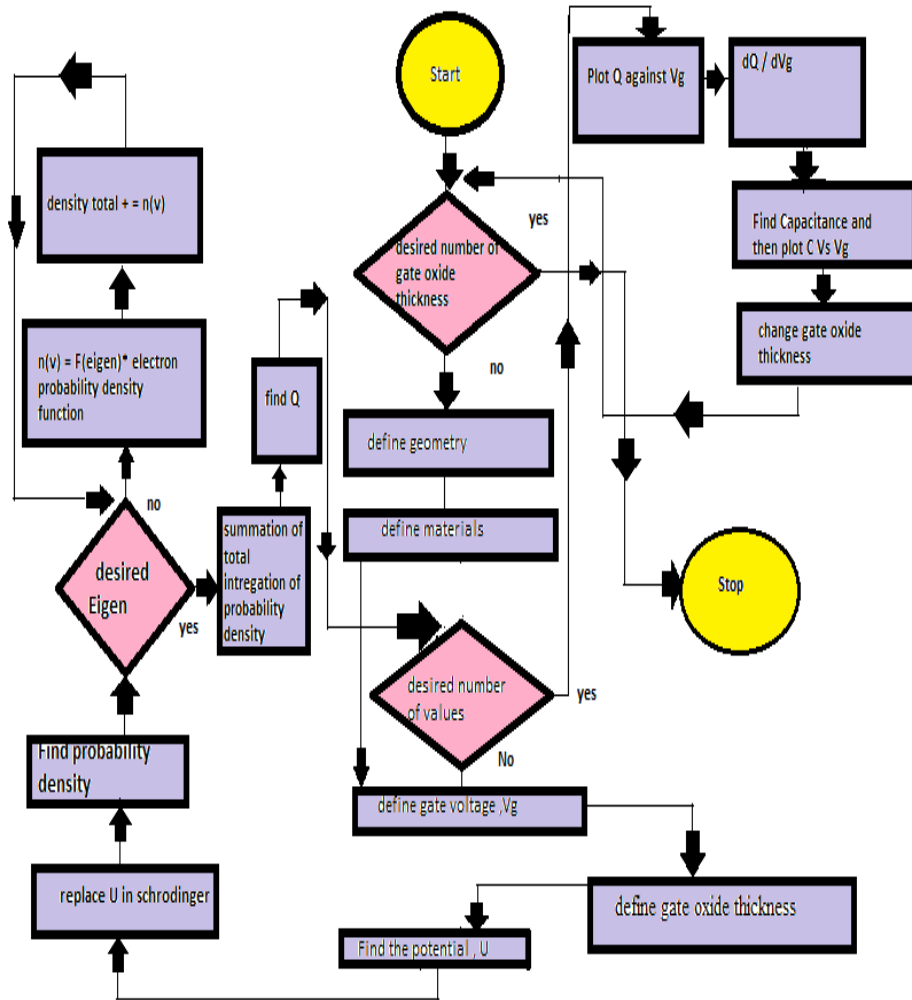 Start
desired number of
gate oxide
thickness
yes
no
define geometry
define materials
desired number
of values
yes
No
define gate voltage ,Vg
define gate oxide thickness
Find the potential , U
replace U in schrodinger
Find probability
density
desired
Eigen
no
yes
n(v) = F(eigen)* electron
probability density
function
density total + = n(v)
summation of
total
intregation of
probability
density
find Q
Plot Q against Vg
dQ / dVg
Find Capacitance and
then plot C Vs Vg
change gate oxide
thickness
Stop